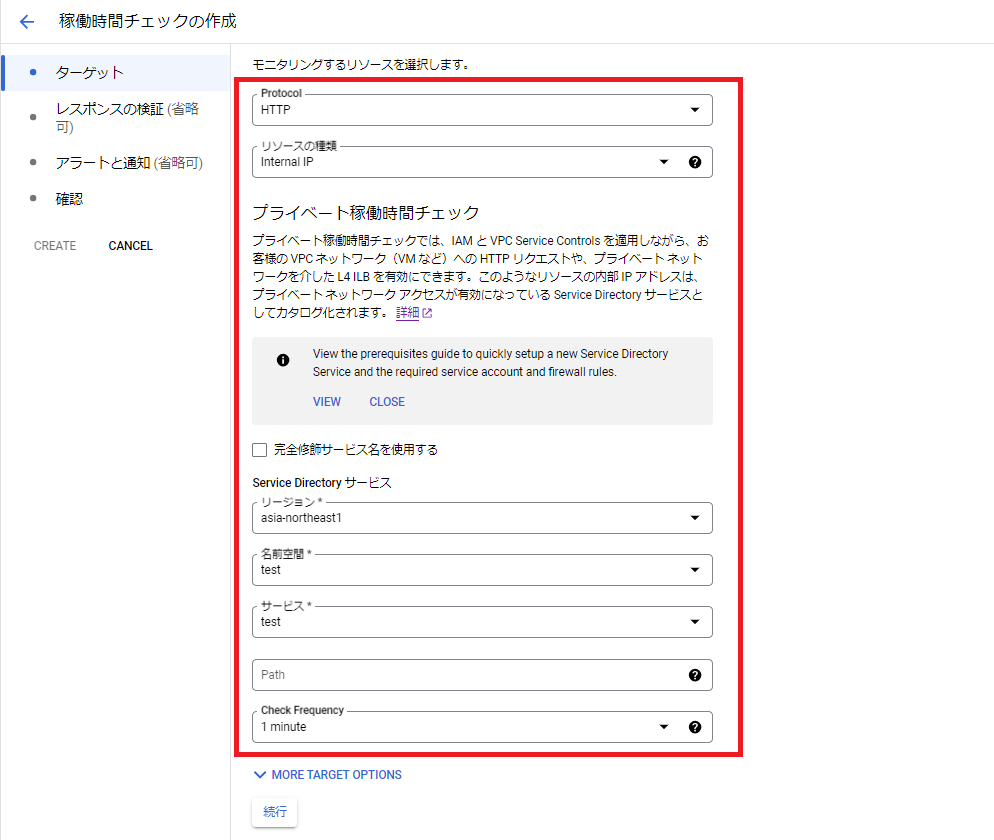 稼働時間チェックの作成
ターゲット
レスポンスの検証 (省略
可)
アラートと通知 (省略可)
確認
CREATE CANCEL
モニタリングするリソースを選択します。
Protocol
HTTP
リソースの種類
Internal IP
プライベート稼働時間チェック
プライベート稼働時間チェックでは、IAM と VPC Service Controls を適用しながら、お
客様の VPC ネットワーク（VM など）への HTTP リクエストや、プライベート ネット
ワークを介した L4 ILB を有効にできます。このようなリソースの内部 IP アドレスは、
プライベート ネットワーク アクセスが有効になっている Service Directory サービスと
してカタログ化されます。 詳細
View the prerequisites guide to quickly setup a new Service Directory
Service and the required service account and firewall rules.
VIEW CLOSE
完全修飾サービス名を使用する
Service Directory サービス
リージョン *
asia-northeast1
名前空間 *
test
サービス *
test
Path
Check Frequency
1 minute
MORE TARGET OPTIONS
続行